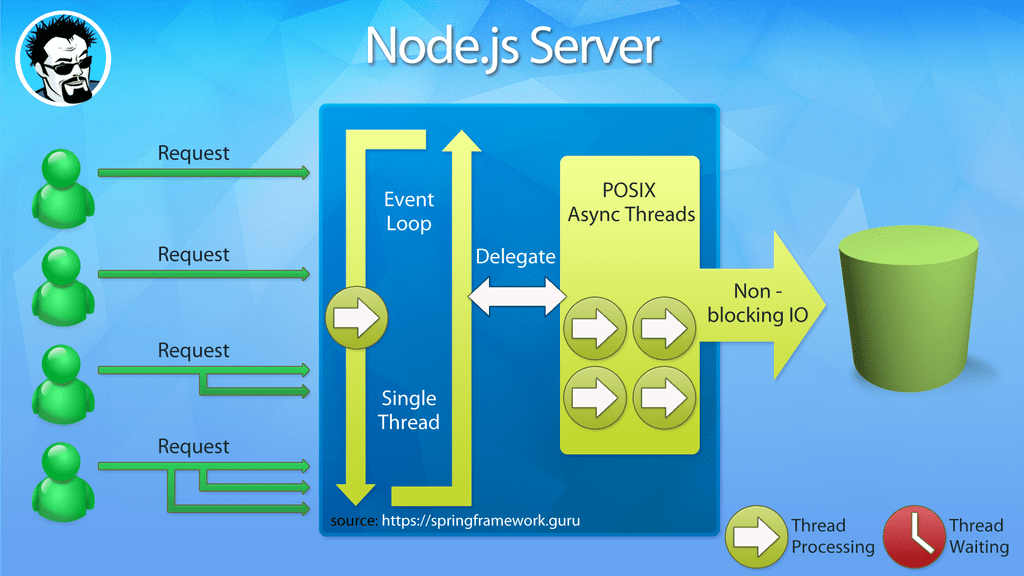 Node.js Server
Request
Request
Request
Request
Event
Loop
Single
Thread
Delegate
POSIX
Async Threads
Non -
blocking IO
source: https://springframework.guru
Thread
Processing
Thread
Waiting